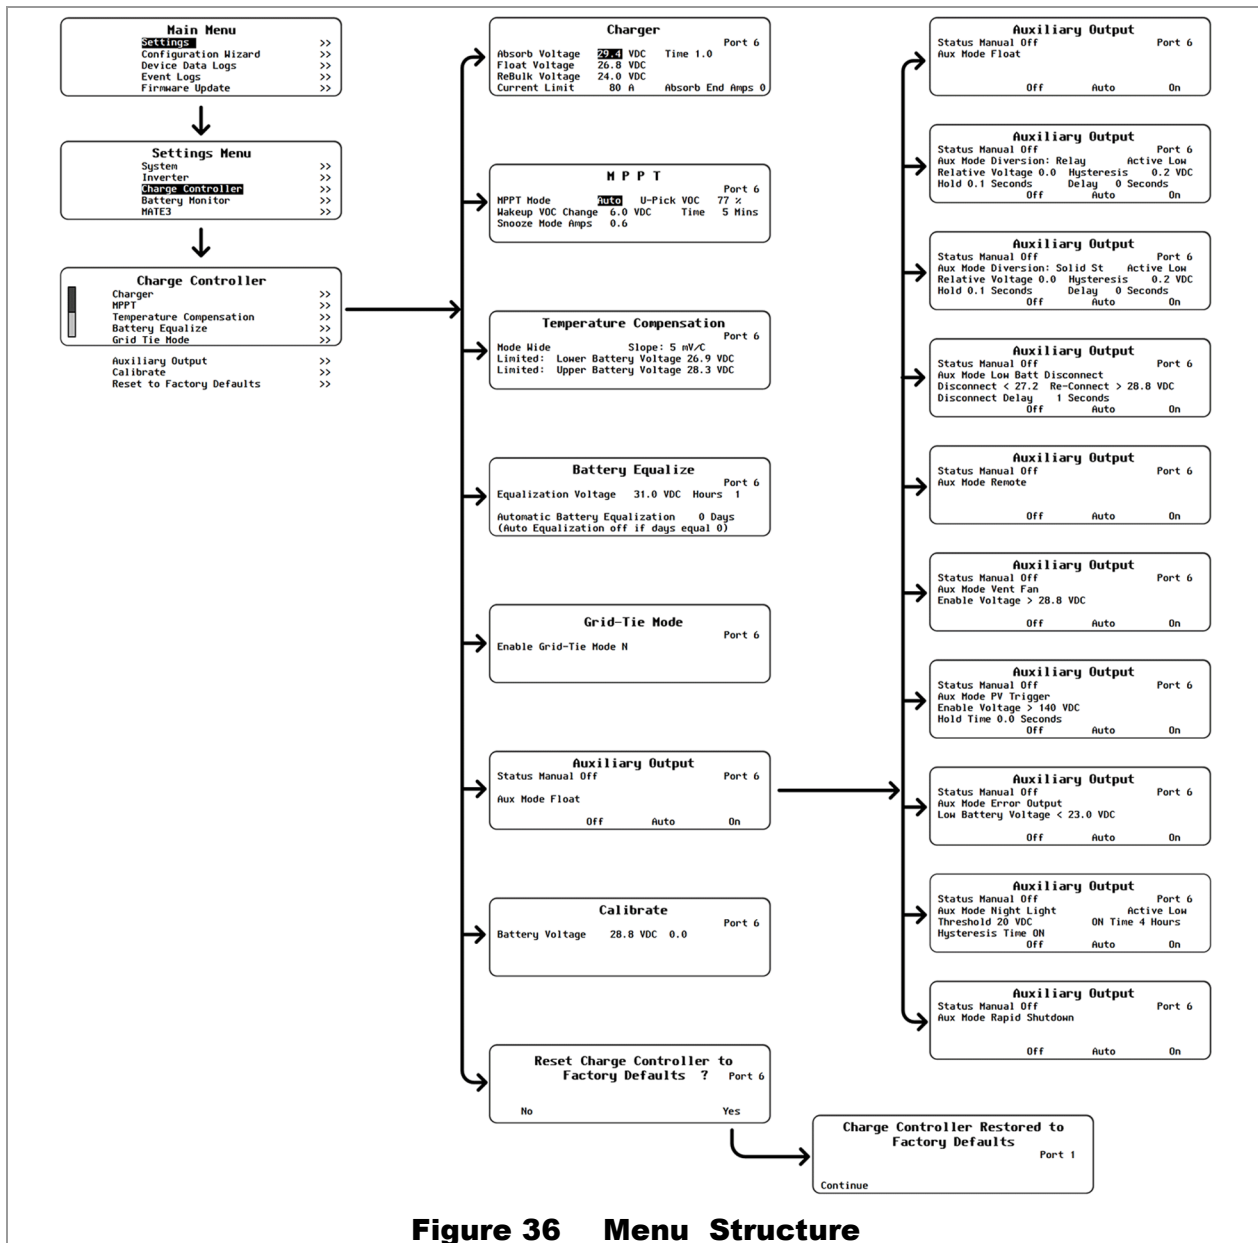 Main Menu
Settings >>
Configuration Wizard >>
Device Data Logs >>
Event Logs >>
Firmware Update >>
Settings Menu
System >>
Inverter >>
Charge Controller >>
Battery Monitor >>
MATE3 >>
Charge Controller
Charger >>
MPPT >>
Temperature Compensation >>
Battery Equalize >>
Grid Tie Mode >>
Auxiliary Output >>
Calibrate >>
Reset to Factory Defaults >>
Charger
Port 6
Absorb Voltage 29.4 VDC Time 1.0
Float Voltage 26.8 VDC
ReBulk Voltage 24.0 VDC
Current Limit 80 A Absorb End Amps 0
M P P T
Port 6
MPPT Mode Auto U-Pick VOC 77 %
Wakeup VOC Change 6.0 VDC Time 5 Mins
Snooze Mode Amps 0.6
Temperature Compensation
Port 6
Mode Wide Slope: 5 mV/C
Limited: Lower Battery Voltage 26.9 VDC
Limited: Upper Battery Voltage 28.3 VDC
Battery Equalize
Port 6
Equalization Voltage 31.0 VDC Hours 1
Automatic Battery Equalization 0 Days
(Auto Equalization off if days equal 0)
Grid-Tie Mode
Port 6
Enable Grid-Tie Mode N
Auxiliary Output
Status Manual Off Port 6
Aux Mode Float
Off Auto On
Calibrate
Port 6
Battery Voltage 28.8 VDC 0.0
Reset Charge Controller to
Factory Defaults ? Port 6
No Yes
Charge Controller Restored to
Factory Defaults
Port 1
Continue
Auxiliary Output
Status Manual Off Port 6
Aux Mode Float
Off Auto On
Auxiliary Output
Status Manual Off Port 6
Aux Mode Diversion: Relay Active Low
Relative Voltage 0.0 Hysteresis 0.2 VDC
Hold 0.1 Seconds Delay 0 Seconds
Off Auto On
Auxiliary Output
Status Manual Off Port 6
Aux Mode Diversion: Solid St Active Low
Relative Voltage 0.0 Hysteresis 0.2 VDC
Hold 0.1 Seconds Delay 0 Seconds
Off Auto On
Auxiliary Output
Status Manual Off Port 6
Aux Mode Low Batt Disconnect
Disconnect < 27.2 Re-Connect > 28.8 VDC
Disconnect Delay 1 Seconds
Off Auto On
Auxiliary Output
Status Manual Off Port 6
Aux Mode Remote
Off Auto On
Auxiliary Output
Status Manual Off Port 6
Aux Mode Vent Fan
Enable Voltage > 28.8 VDC
Off Auto On
Auxiliary Output
Status Manual Off Port 6
Aux Mode PV Trigger
Enable Voltage > 140 VDC
Hold Time 0.0 Seconds
Off Auto On
Auxiliary Output
Status Manual Off Port 6
Aux Mode Error Output
Low Battery Voltage < 23.0 VDC
Off Auto On
Auxiliary Output
Status Manual Off Port 6
Aux Mode Night Light Active Low
Threshold 20 VDC ON Time 4 Hours
Hysteresis Time ON
Off Auto On
Auxiliary Output
Status Manual Off Port 6
Aux Mode Rapid Shutdown
Off Auto On
Figure 36 Menu Structure